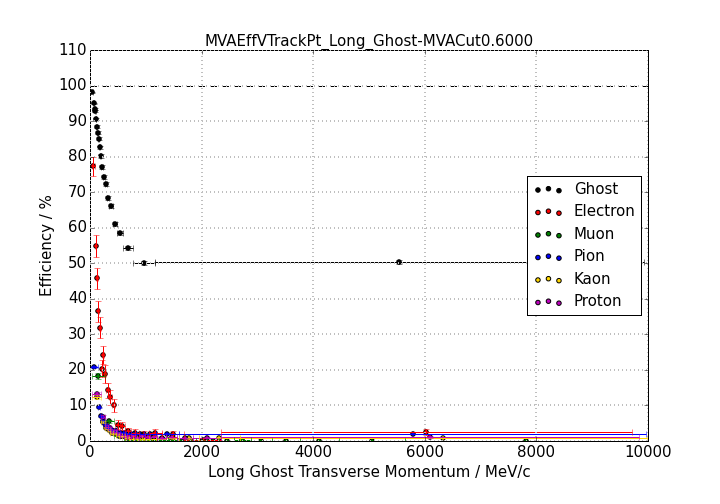 MVAEffVTrackPt_Long_Ghost-MVACut0.6000
110
100
90
80
70
60
50
40
30
20
10
0
Efficiency / %
Ghost
Electron
Muon
Pion
Kaon
Proton
0 2000 4000 6000 8000 10000
Long Ghost Transverse Momentum / MeV/c